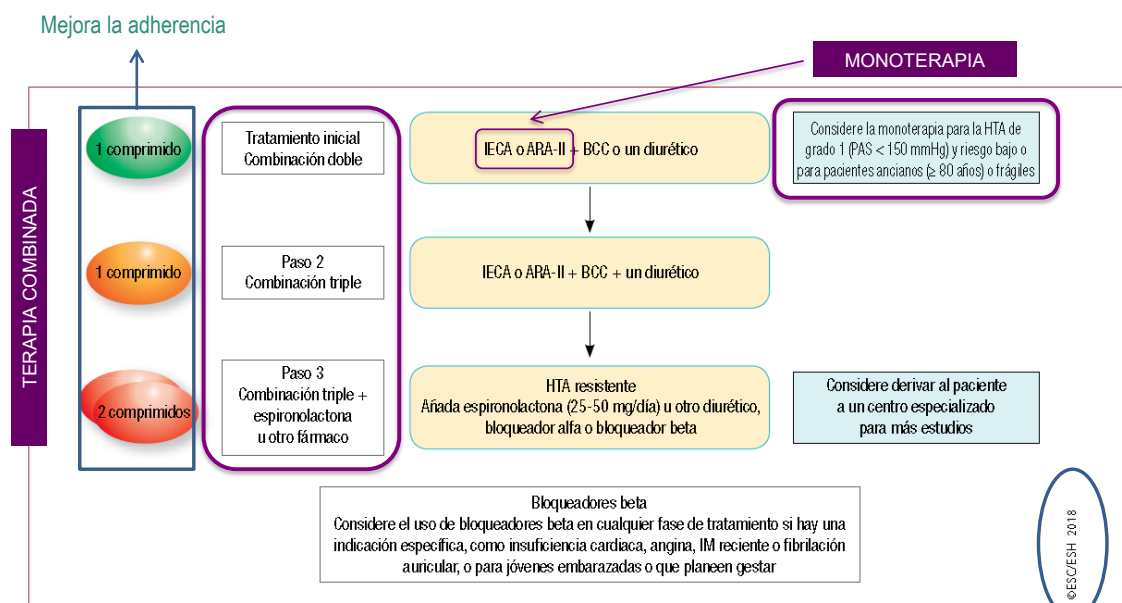 Mejora la adherencia
MONOTERAPIA
TERAPIA COMBINADA
1 comprimido
Tratamiento inicial
Combinación doble
IECA o ARA-II + BCC o un diurético
Considere la monoterapia para la HTA de
grado 1 (PAS < 150 mmHg) y riesgo bajo o
para pacientes ancianos (≥ 80 años) o frágiles
1 comprimido
Paso 2
Combinación triple
IECA o ARA-II + BCC + un diurético
2 comprimidos
Paso 3
Combinación triple +
espironolactona
u otro fármaco
HTA resistente
Añada espironolactona (25-50 mg/día) u otro diurético,
bloqueador alfa o bloqueador beta
Considere derivar al paciente
a un centro especializado
para más estudios
Bloqueadores beta
Considere el uso de bloqueadores beta en cualquier fase de tratamiento si hay una
indicación específica, como insuficiencia cardiaca, angina, IM reciente o fibrilación
auricular, o para jóvenes embarazadas o que planeen gestar
©ESC/ESH 2018